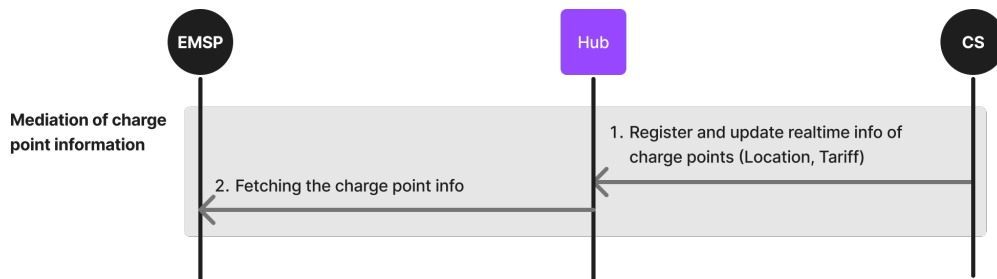 EMSP
Hub
CS
Mediation of charge
point information
1. Register and update realtime info of
charge points (Location, Tariff)
2. Fetching the charge point info